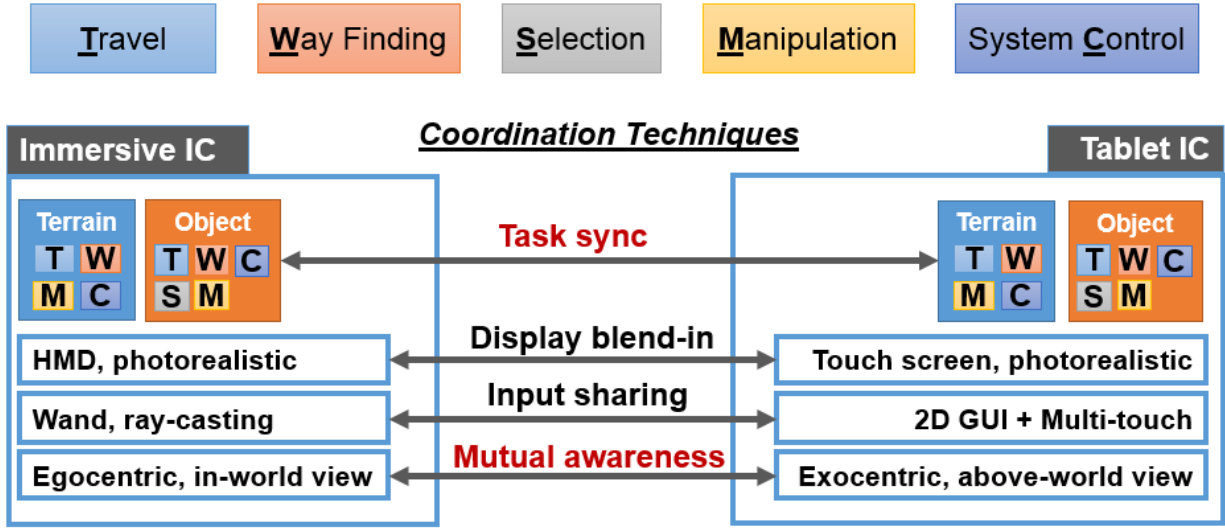 Travel
Way Finding
Selection
Manipulation
System Control
Coordination Techniques
Immersive IC
Tablet IC
Terrain
T W
M C
Object
T W C
S M
Task sync
Terrain
T W
M C
Object
T W C
S M
HMD, photorealistic
Display blend-in
Touch screen, photorealistic
Wand, ray-casting
Input sharing
2D GUI + Multi-touch
Egocentric, in-world view
Mutual awareness
Exocentric, above-world view